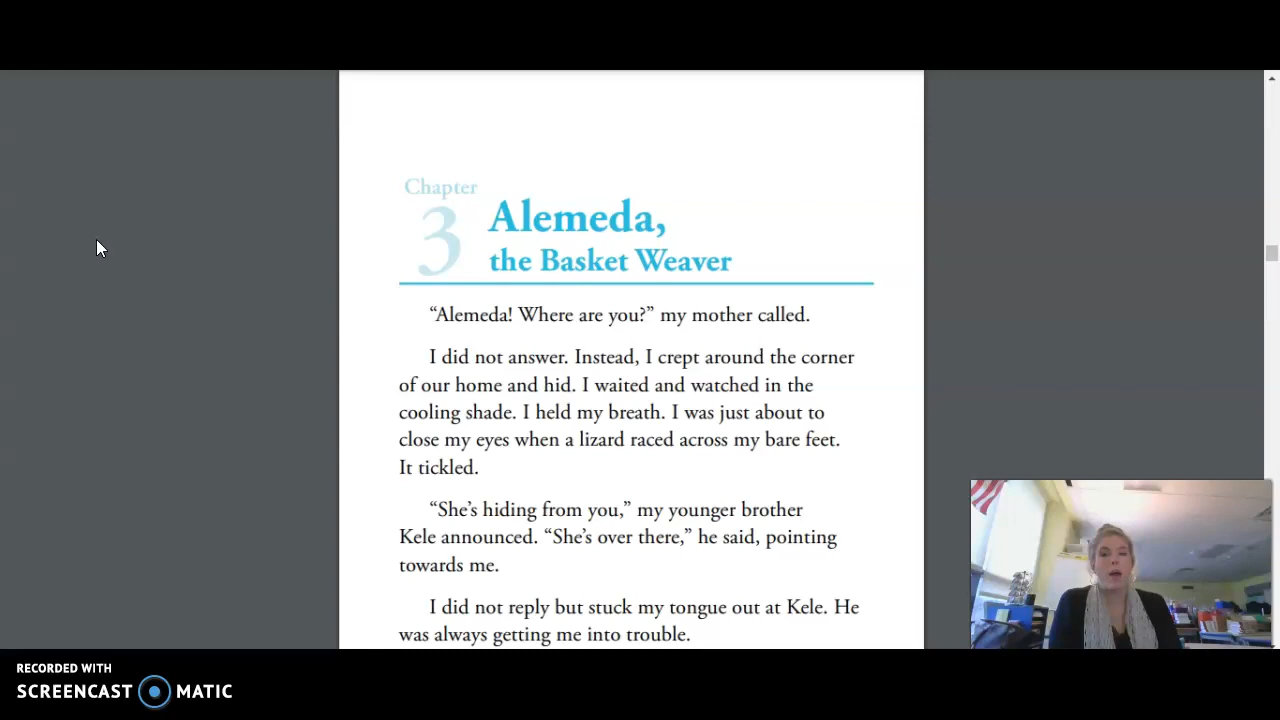 Chapter
3
Alemeda,
the Basket Weaver
“Alemeda! Where are you?” my mother called.
I did not answer. Instead, I crept around the corner
of our home and hid. I waited and watched in the
cooling shade. I held my breath. I was just about to
close my eyes when a lizard raced across my bare feet.
It tickled.
“She’s hiding from you,” my younger brother
Kele announced. “She’s over there,” he said, pointing
towards me.
I did not reply but stuck my tongue out at Kele. He
was always getting me into trouble.
RECORDED WITH
SCREENCAST MATIC